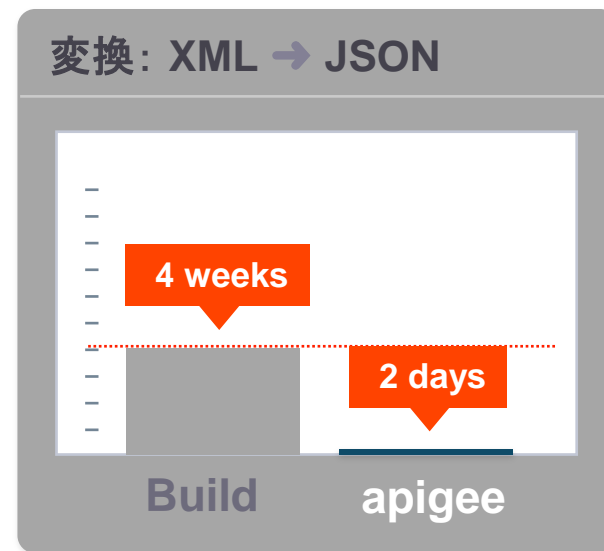 変換: XML ➜ JSON
4 weeks
2 days
Build
apigee